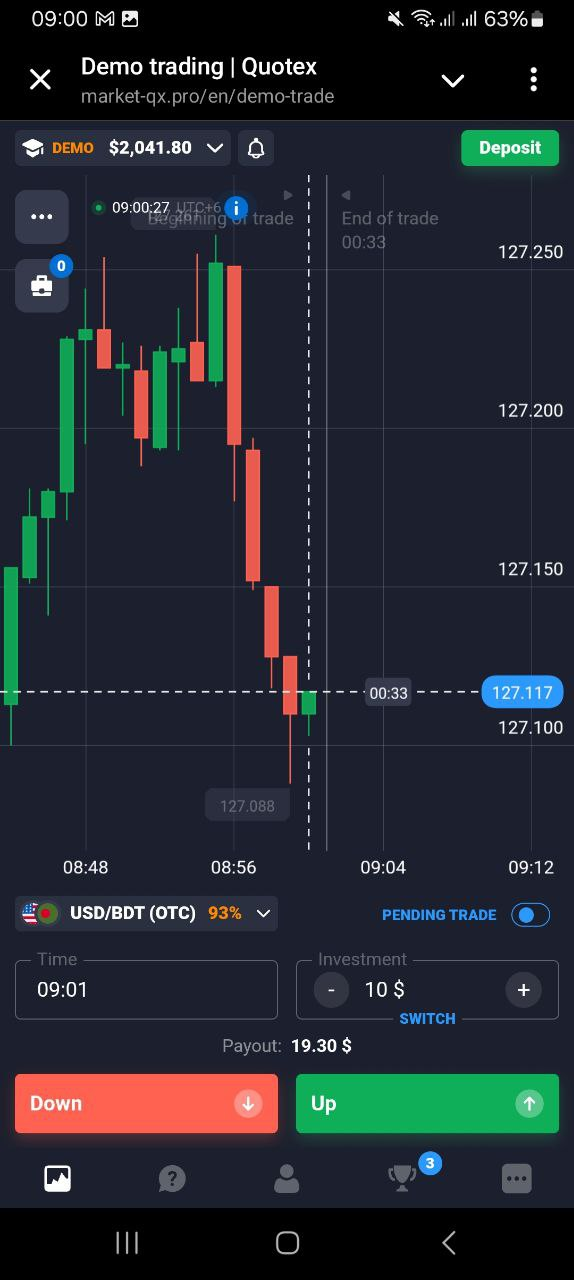 09:00 63%
Demo trading | Quotex
market-qx.pro/en/demo-trade
DEMO $2,041.80 Deposit
09:00:27 UTC+6 i
127.261
Beginning of trade
End of trade
00:33
0
127.250
127.200
127.150
00:33
127.117
127.100
127.088
08:48 08:56 09:04 09:12
USD/BDT (OTC) 93% PENDING TRADE
Time Investment
09:01 - 10 $ +
SWITCH
Payout: 19.30 $
Down Up
3